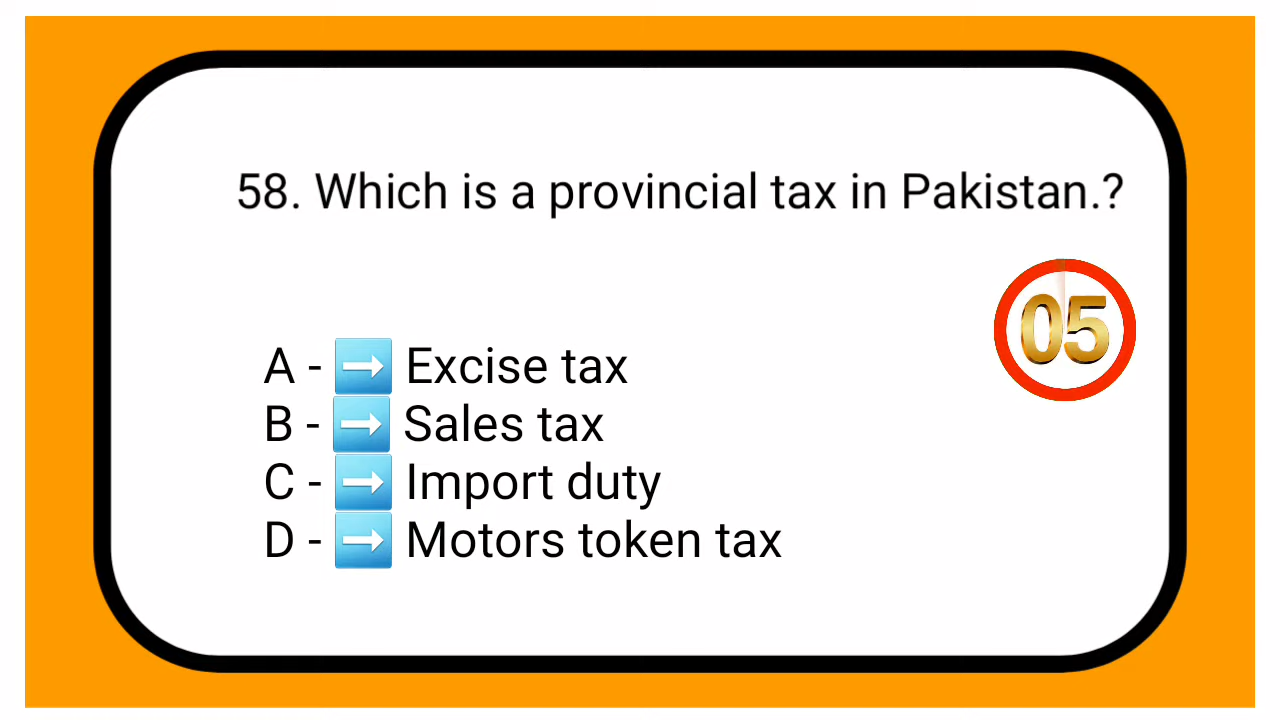 58. Which is a provincial tax in Pakistan.?
05
A - ➡️ Excise tax
B - ➡️ Sales tax
C - ➡️ Import duty
D - ➡️ Motors token tax